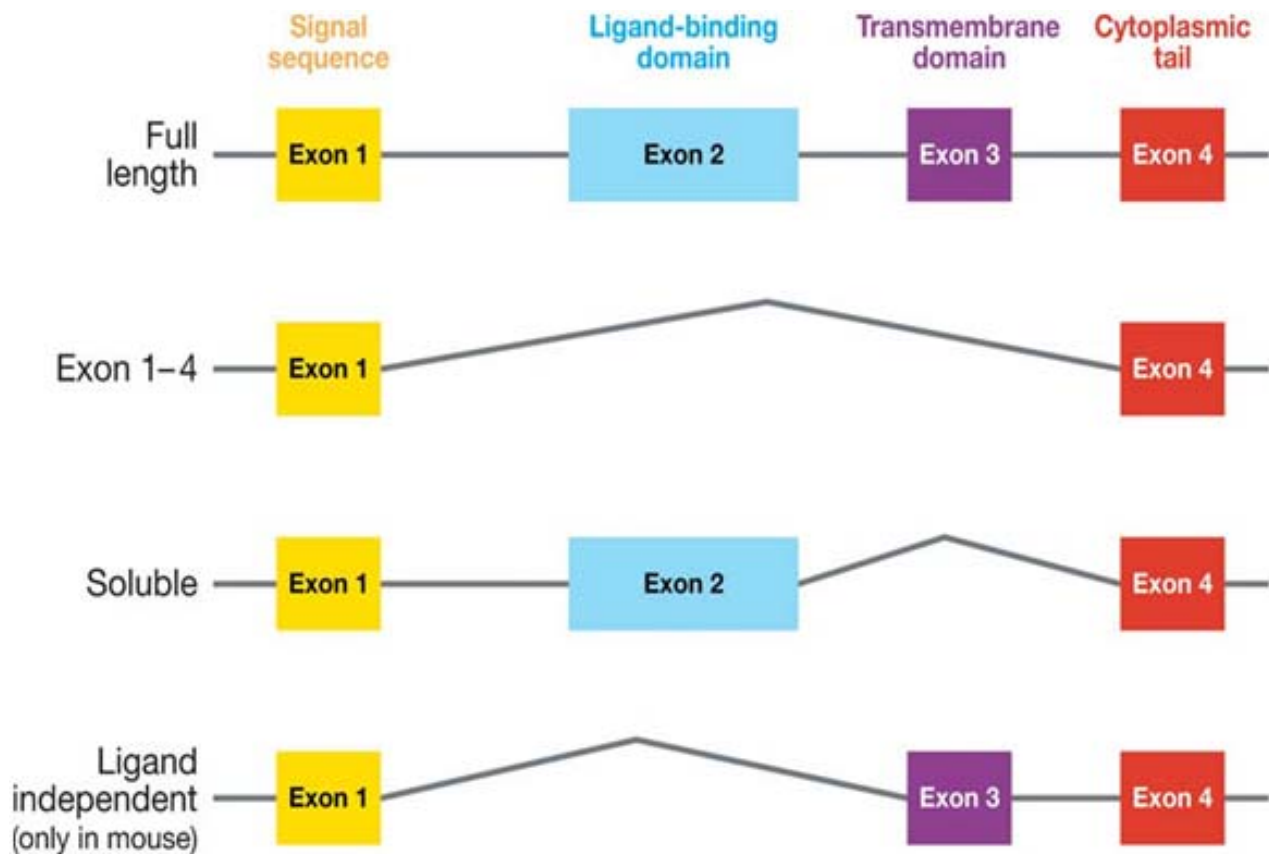 Signal
sequence
Ligand-binding
domain
Transmembrane
domain
Cytoplasmic
tail
Full
length
Exon 1
Exon 2
Exon 3
Exon 4
Exon 1–4
Exon 1
Exon 4
Soluble
Exon 1
Exon 2
Exon 4
Ligand
independent
(only in mouse)
Exon 1
Exon 3
Exon 4